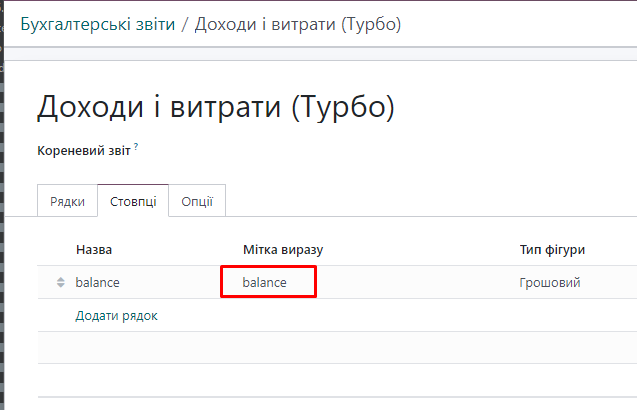 Бухгалтерські звіти / Доходи і витрати (Турбо)
Доходи і витрати (Турбо)
Кореневий звіт ?
Рядки Стовпці Опції
Назва Мітка виразу Тип фігури
balance balance Грошовий
Додати рядок